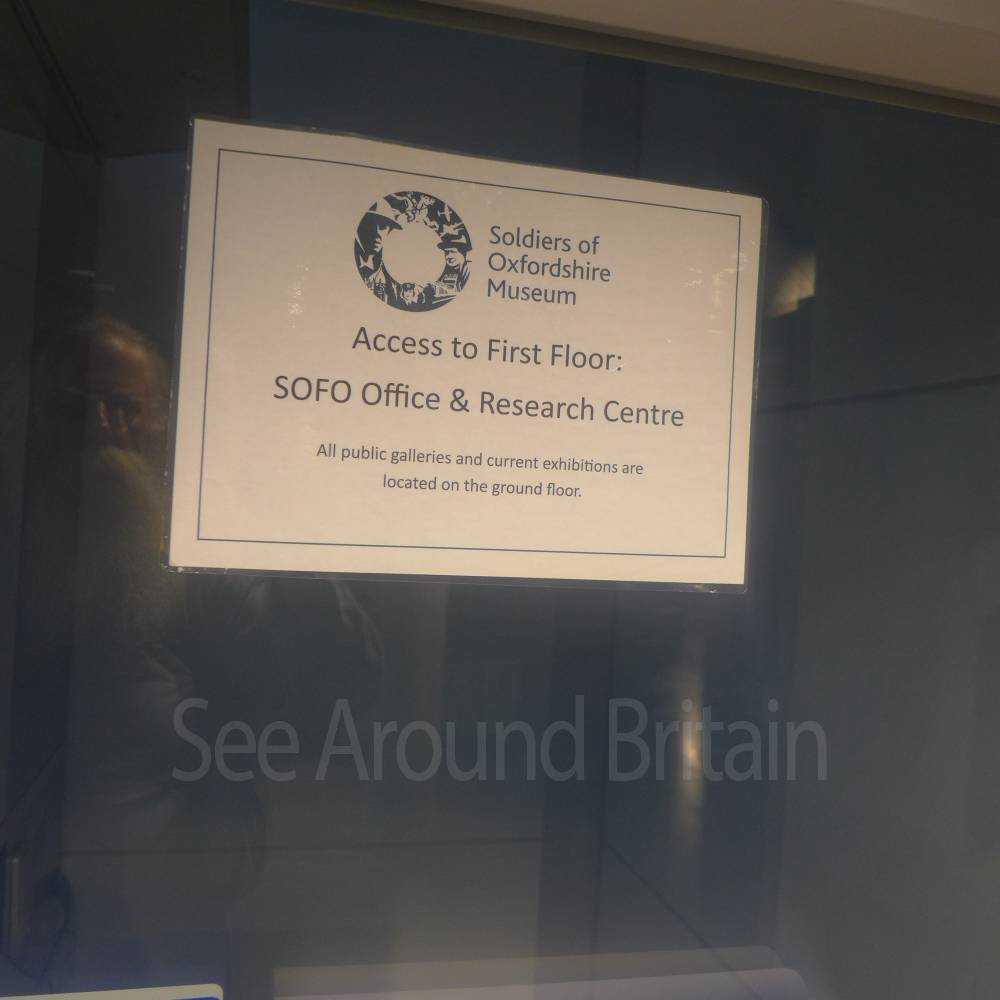 Soldiers of
Oxfordshire
Museum
Access to First Floor:
SOFO Office & Research Centre
All public galleries and current exhibitions are
located on the ground floor.
See Around Britain